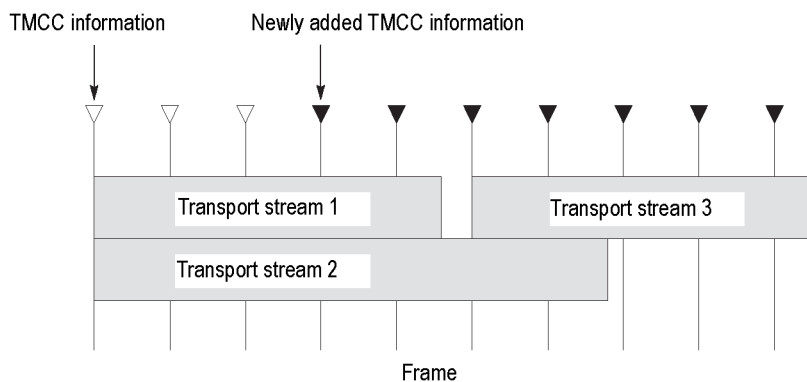 TMCC information
Newly added TMCC information
Transport stream 1
Transport stream 3
Transport stream 2
Frame